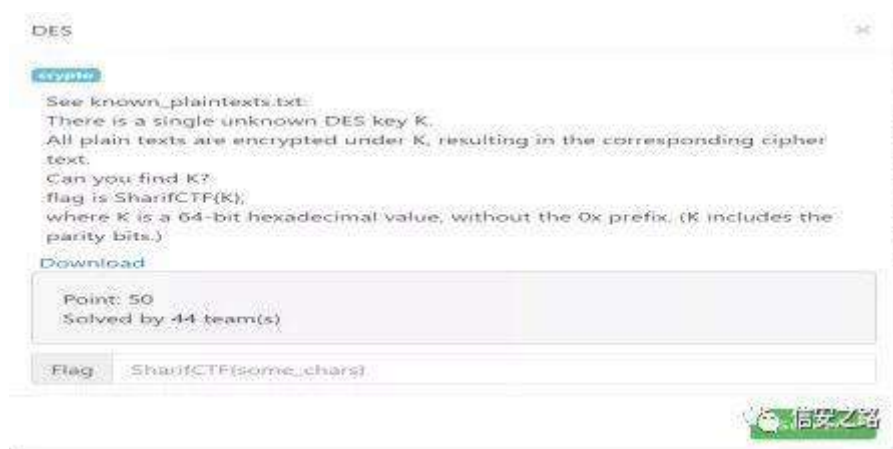 DES
×
crypto
See known_plaintexts.txt:
There is a single unknown DES key K.
All plain texts are encrypted under K, resulting in the corresponding cipher
text.
Can you find K?
flag is SharifCTF{K},
where K is a 64-bit hexadecimal value, without the 0x prefix. (K includes the
parity bits.)
Download
Point: 50
Solved by 44 team(s)
Flag SharifCTF{some_chars}
信安之路